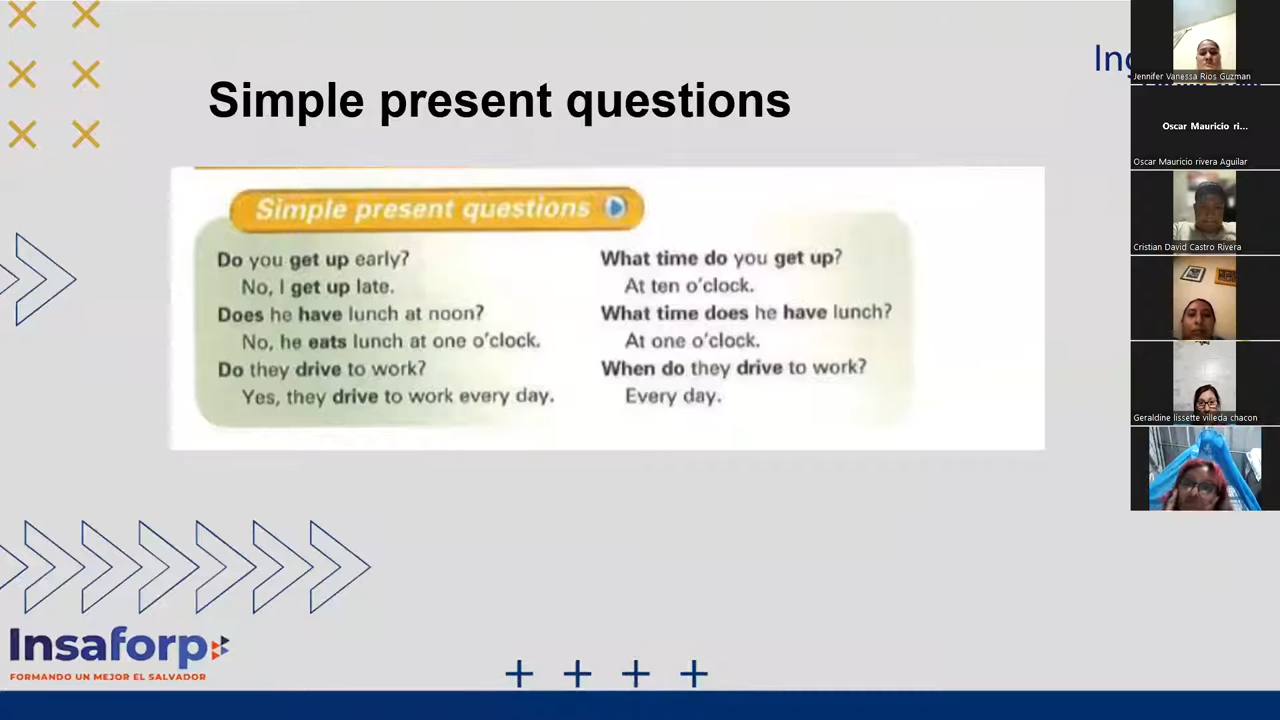 Simple present questions
Simple present questions
Do you get up early?
No, I get up late.
Does he have lunch at noon?
No, he eats lunch at one o'clock.
Do they drive to work?
Yes, they drive to work every day.
What time do you get up?
At ten o'clock.
What time does he have lunch?
At one o'clock.
When do they drive to work?
Every day.
Insaforp
FORMANDO UN MEJOR EL SALVADOR
Jennifer Vanessa Rios Guzman
Oscar Mauricio ri...
Oscar Mauricio rivera Aguilar
Cristian David Castro Rivera
Geraldine lissette villeda chacon